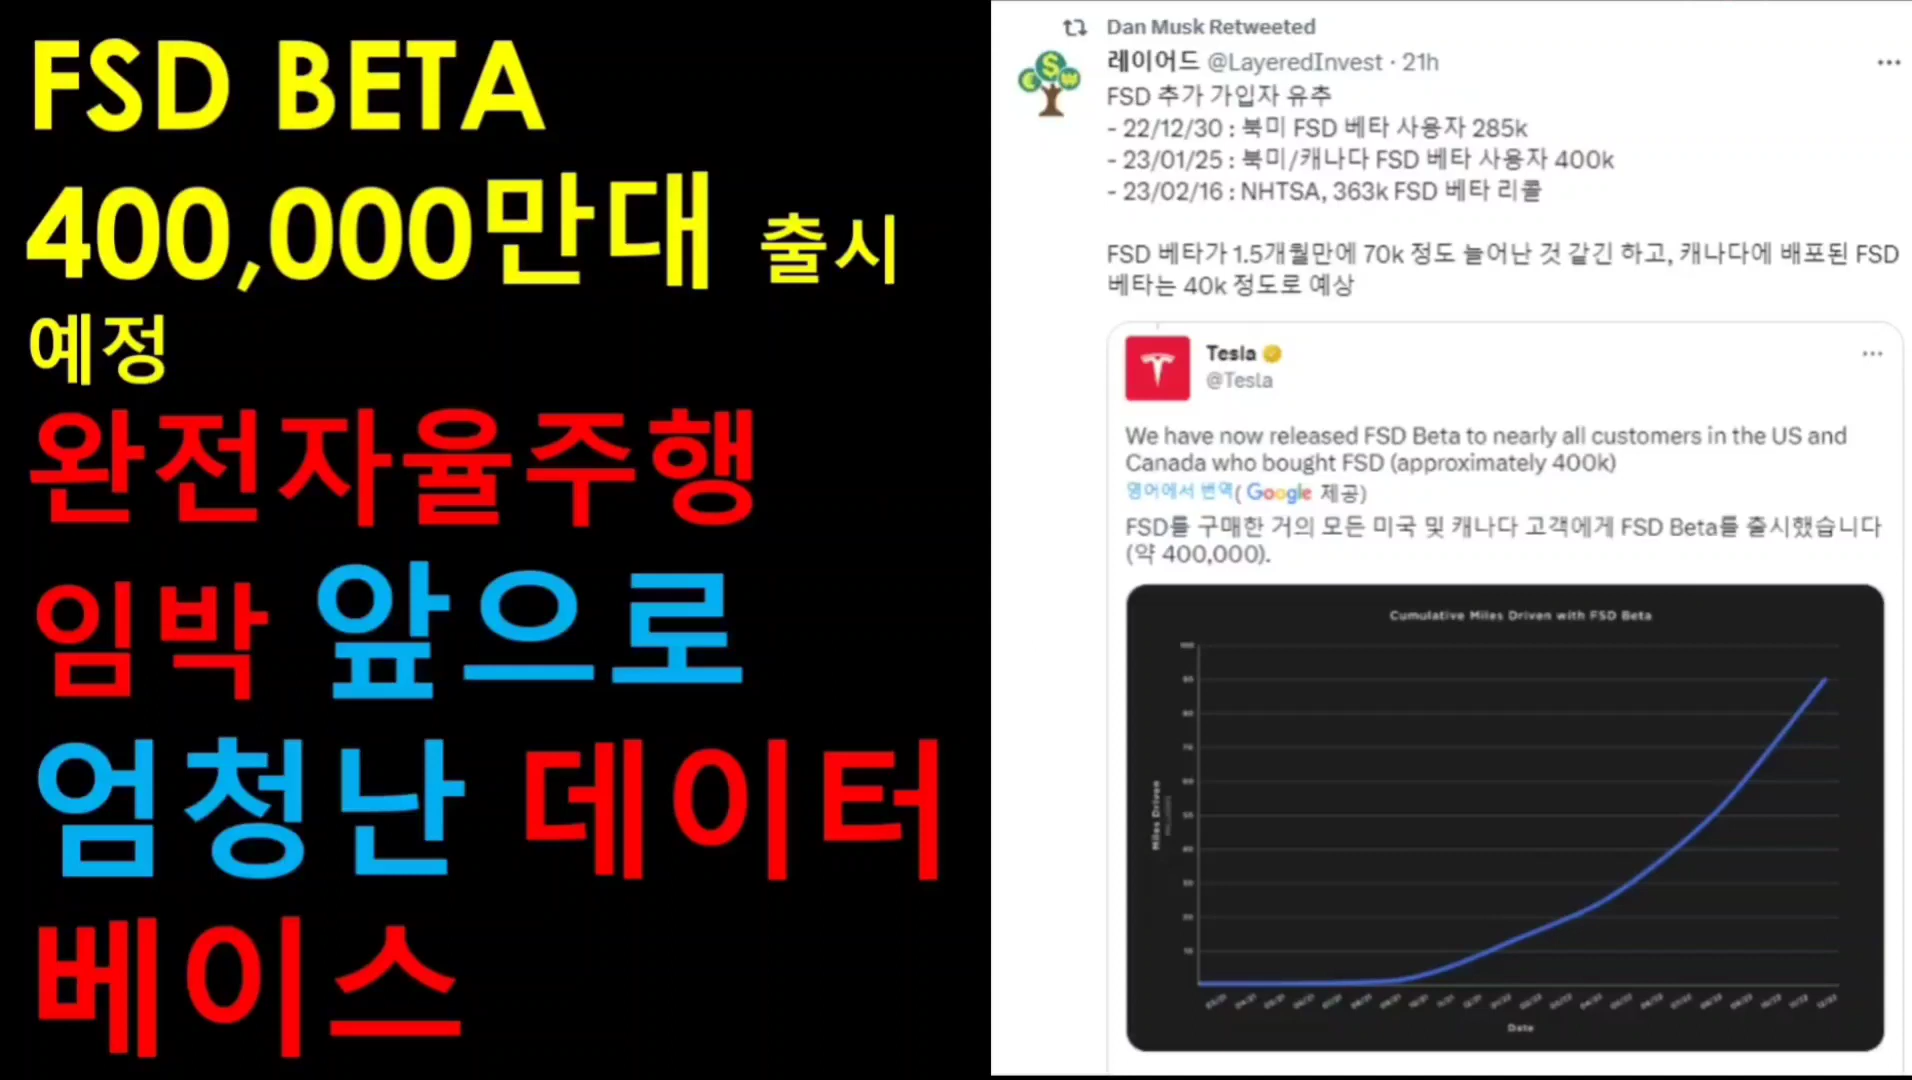 FSD BETA
400,000만대 출시
예정
완전자율주행
임박 앞으로
엄청난 데이터
베이스
Dan Musk Retweeted
레이어드 @LayeredInvest · 21h
FSD 추가 가입자 유추
- 22/12/30 : 북미 FSD 베타 사용자 285k
- 23/01/25 : 북미/캐나다 FSD 베타 사용자 400k
- 23/02/16 : NHTSA, 363k FSD 베타 리콜
FSD 베타가 1.5개월만에 70k 정도 늘어난 것 같긴 하고, 캐나다에 배포된 FSD
베타는 40k 정도로 예상
Tesla
@Tesla
We have now released FSD Beta to nearly all customers in the US and
Canada who bought FSD (approximately 400k)
영어에서 번역( Google 제공)
FSD를 구매한 거의 모든 미국 및 캐나다 고객에게 FSD Beta를 출시했습니다
(약 400,000).
Cumulative Miles Driven with FSD Beta
Miles Driven
Date